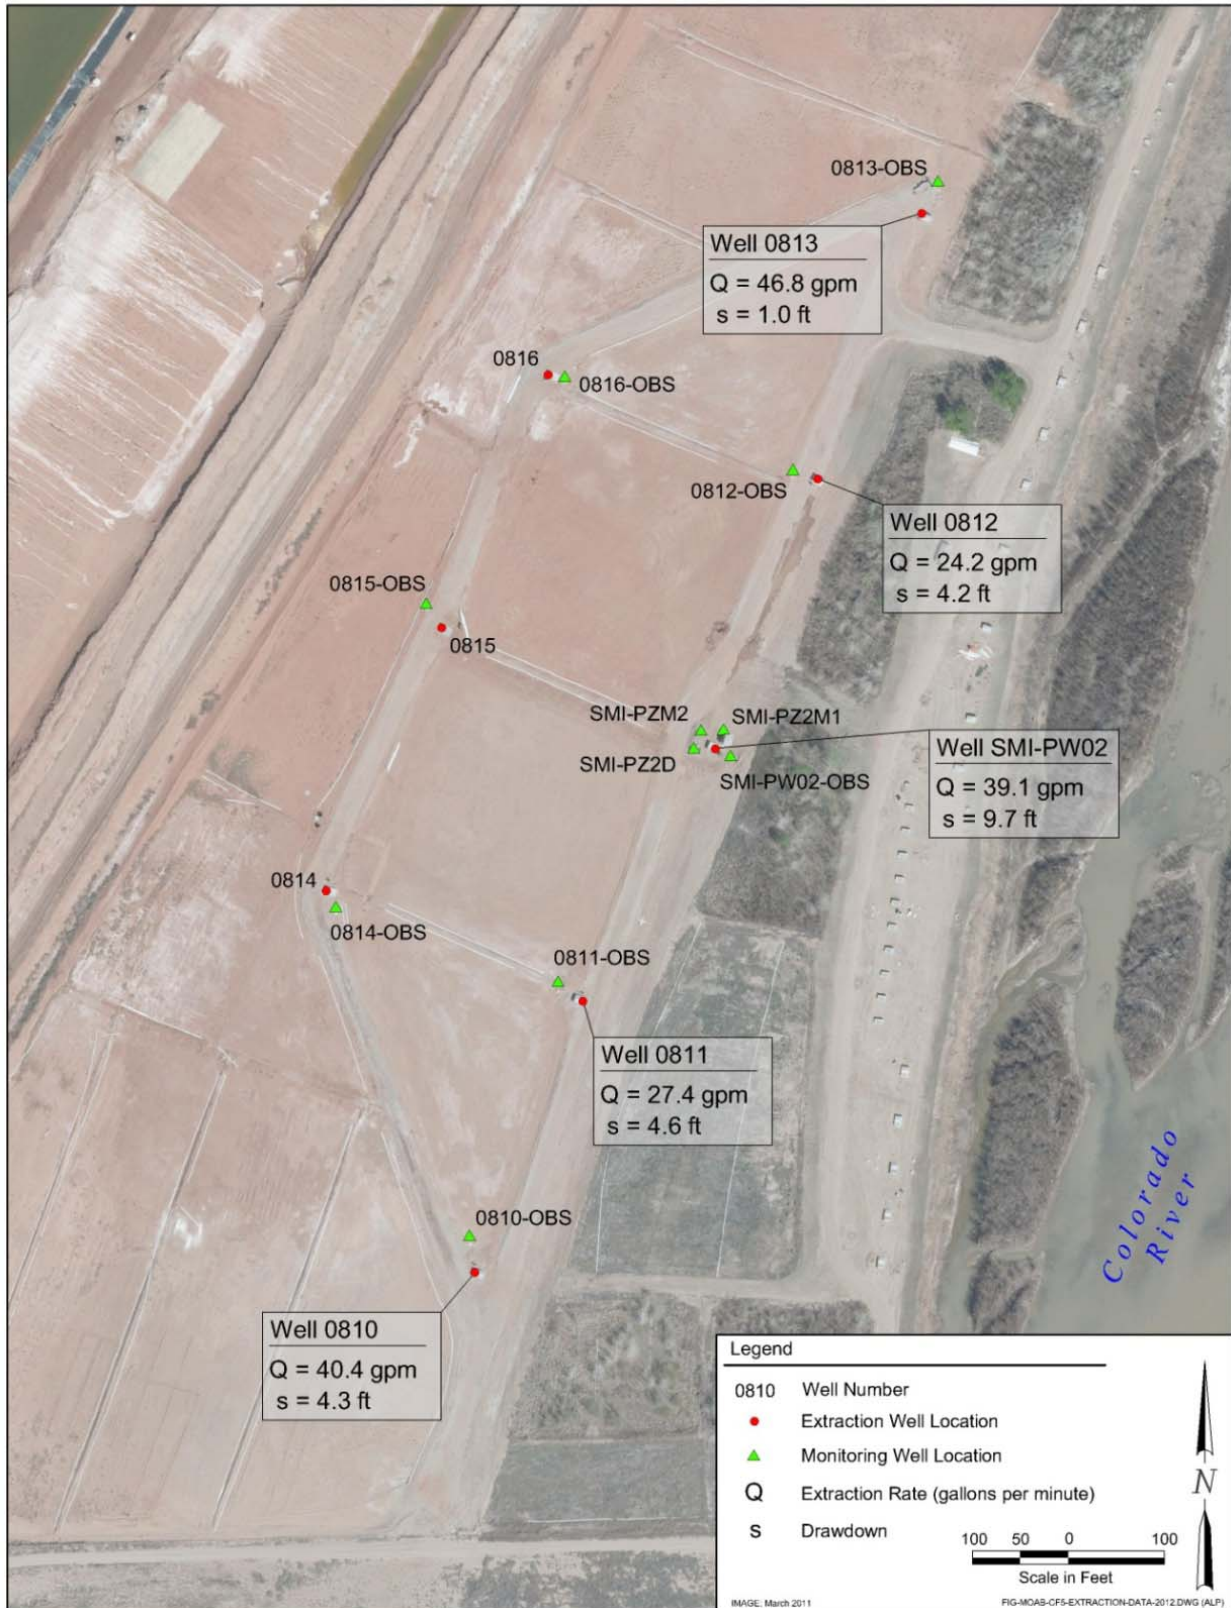 0813-OBS
Well 0813
Q = 46.8 gpm
s = 1.0 ft
0816
0816-OBS
0812-OBS
Well 0812
Q = 24.2 gpm
s = 4.2 ft
0815-OBS
0815
SMI-PZM2
SMI-PZ2M1
SMI-PZ2D
SMI-PW02-OBS
Well SMI-PW02
Q = 39.1 gpm
s = 9.7 ft
0814
0814-OBS
0811-OBS
Well 0811
Q = 27.4 gpm
s = 4.6 ft
0810-OBS
Well 0810
Q = 40.4 gpm
s = 4.3 ft
Colorado
River
Legend
0810 Well Number
Extraction Well Location
Monitoring Well Location
Q Extraction Rate (gallons per minute)
s Drawdown
N
100 50 0 100
Scale in Feet
IMAGE: March 2011
FIG-MOAB-CF5-EXTRACTION-DATA-2012.DWG (ALP)